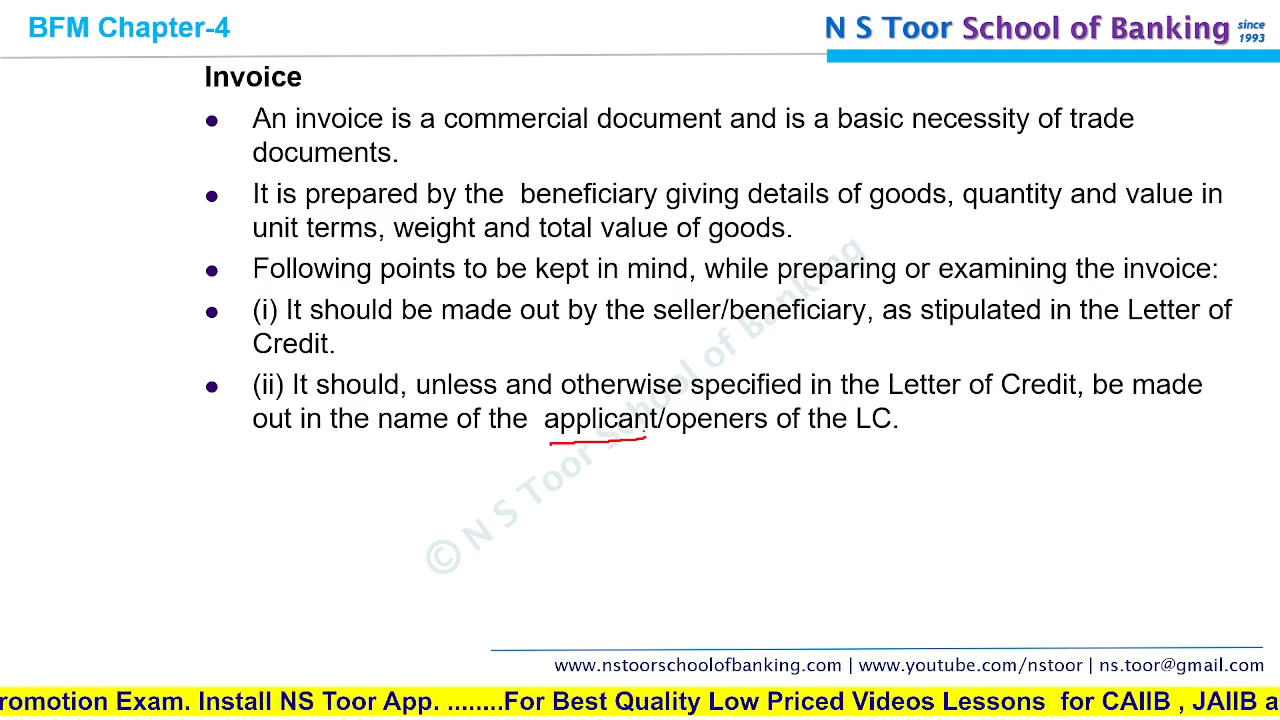 BFM Chapter-4
N S Toor School of Banking since 1993
Invoice
An invoice is a commercial document and is a basic necessity of trade
documents.
It is prepared by the beneficiary giving details of goods, quantity and value in
unit terms, weight and total value of goods.
Following points to be kept in mind, while preparing or examining the invoice:
(i) It should be made out by the seller/beneficiary, as stipulated in the Letter of
Credit.
(ii) It should, unless and otherwise specified in the Letter of Credit, be made
out in the name of the applicant/openers of the LC.
© N S Toor School of Banking
www.nstoorschoolofbanking.com | www.youtube.com/nstoor | ns.toor@gmail.com
romotion Exam. Install NS Toor App. ........For Best Quality Low Priced Videos Lessons for CAIIB , JAIIB a